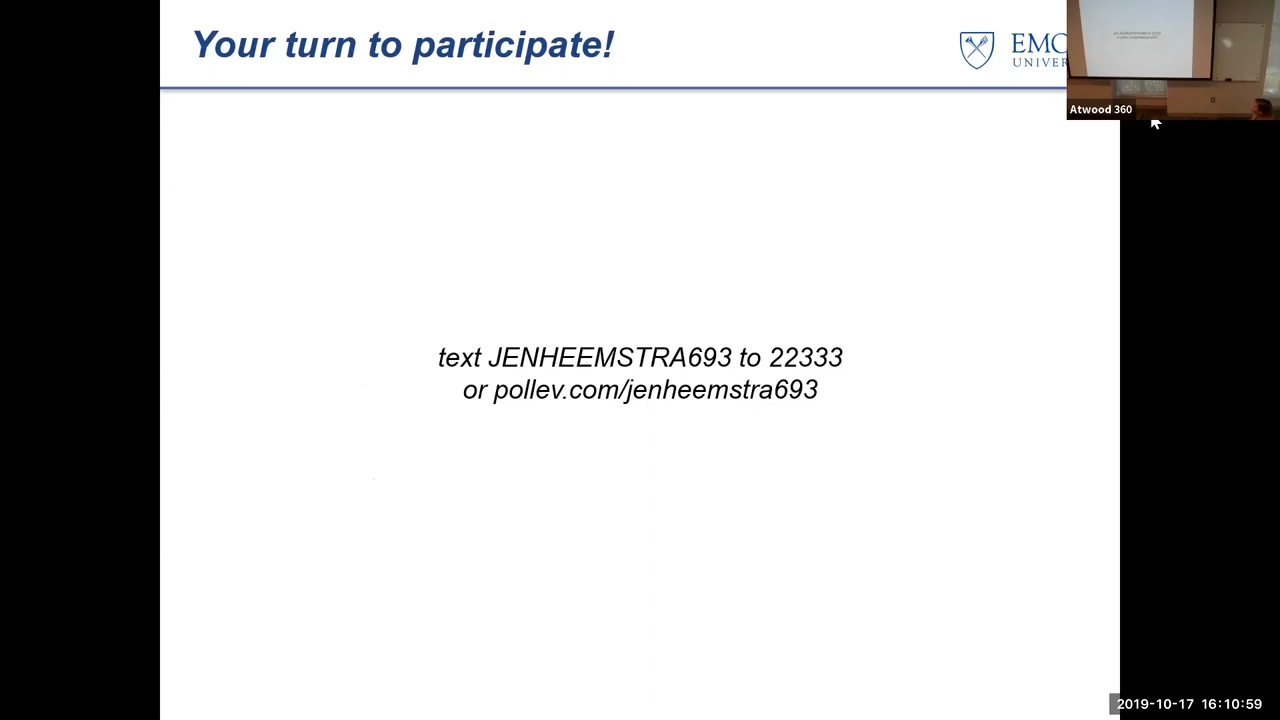 Your turn to participate!
EMO
UNIVER
Atwood 360
text JENHEEMSTRA693 to 22333
or pollev.com/jenheemstra693
2019-10-17 16:10:59